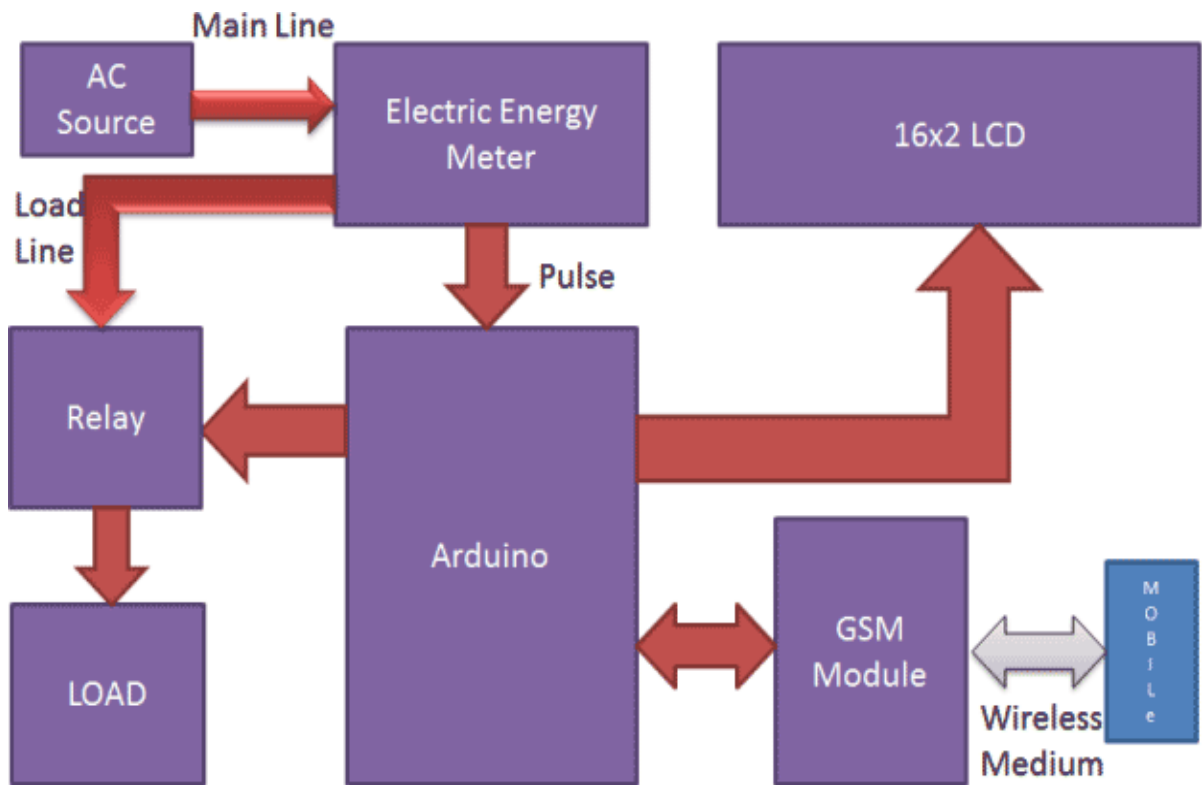 Main Line
AC
Source
Electric Energy
Meter
16x2 LCD
Load
Line
Pulse
Relay
Arduino
LOAD
GSM
Module
M
O
B
i
L
e
Wireless
Medium